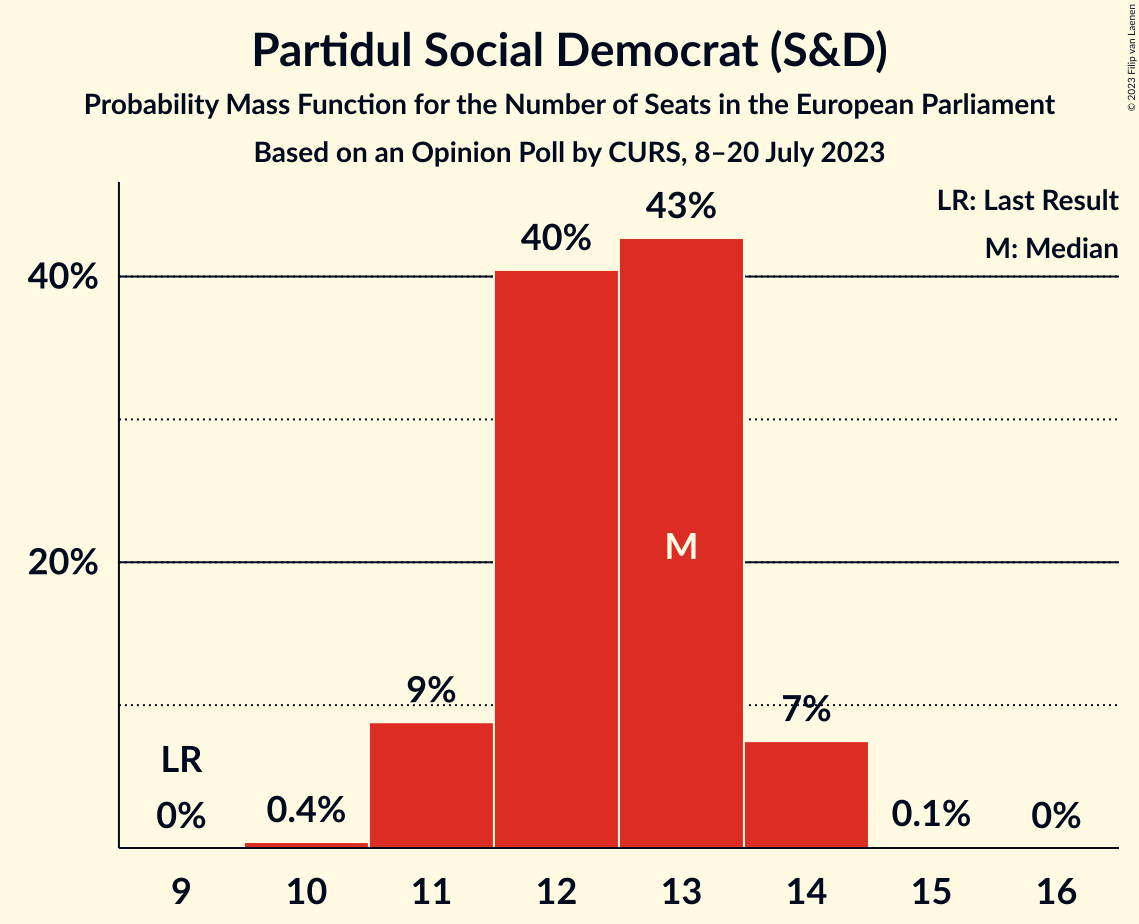 Partidul Social Democrat (S&D)
Probability Mass Function for the Number of Seats in the European Parliament
Based on an Opinion Poll by CURS, 8–20 July 2023
© 2023 Filip van Laenen
LR: Last Result
M: Median
43%
40%
40%
M
20%
9%
7%
LR
0%
0.4%
0.1%
0%
9 10 11 12 13 14 15 16